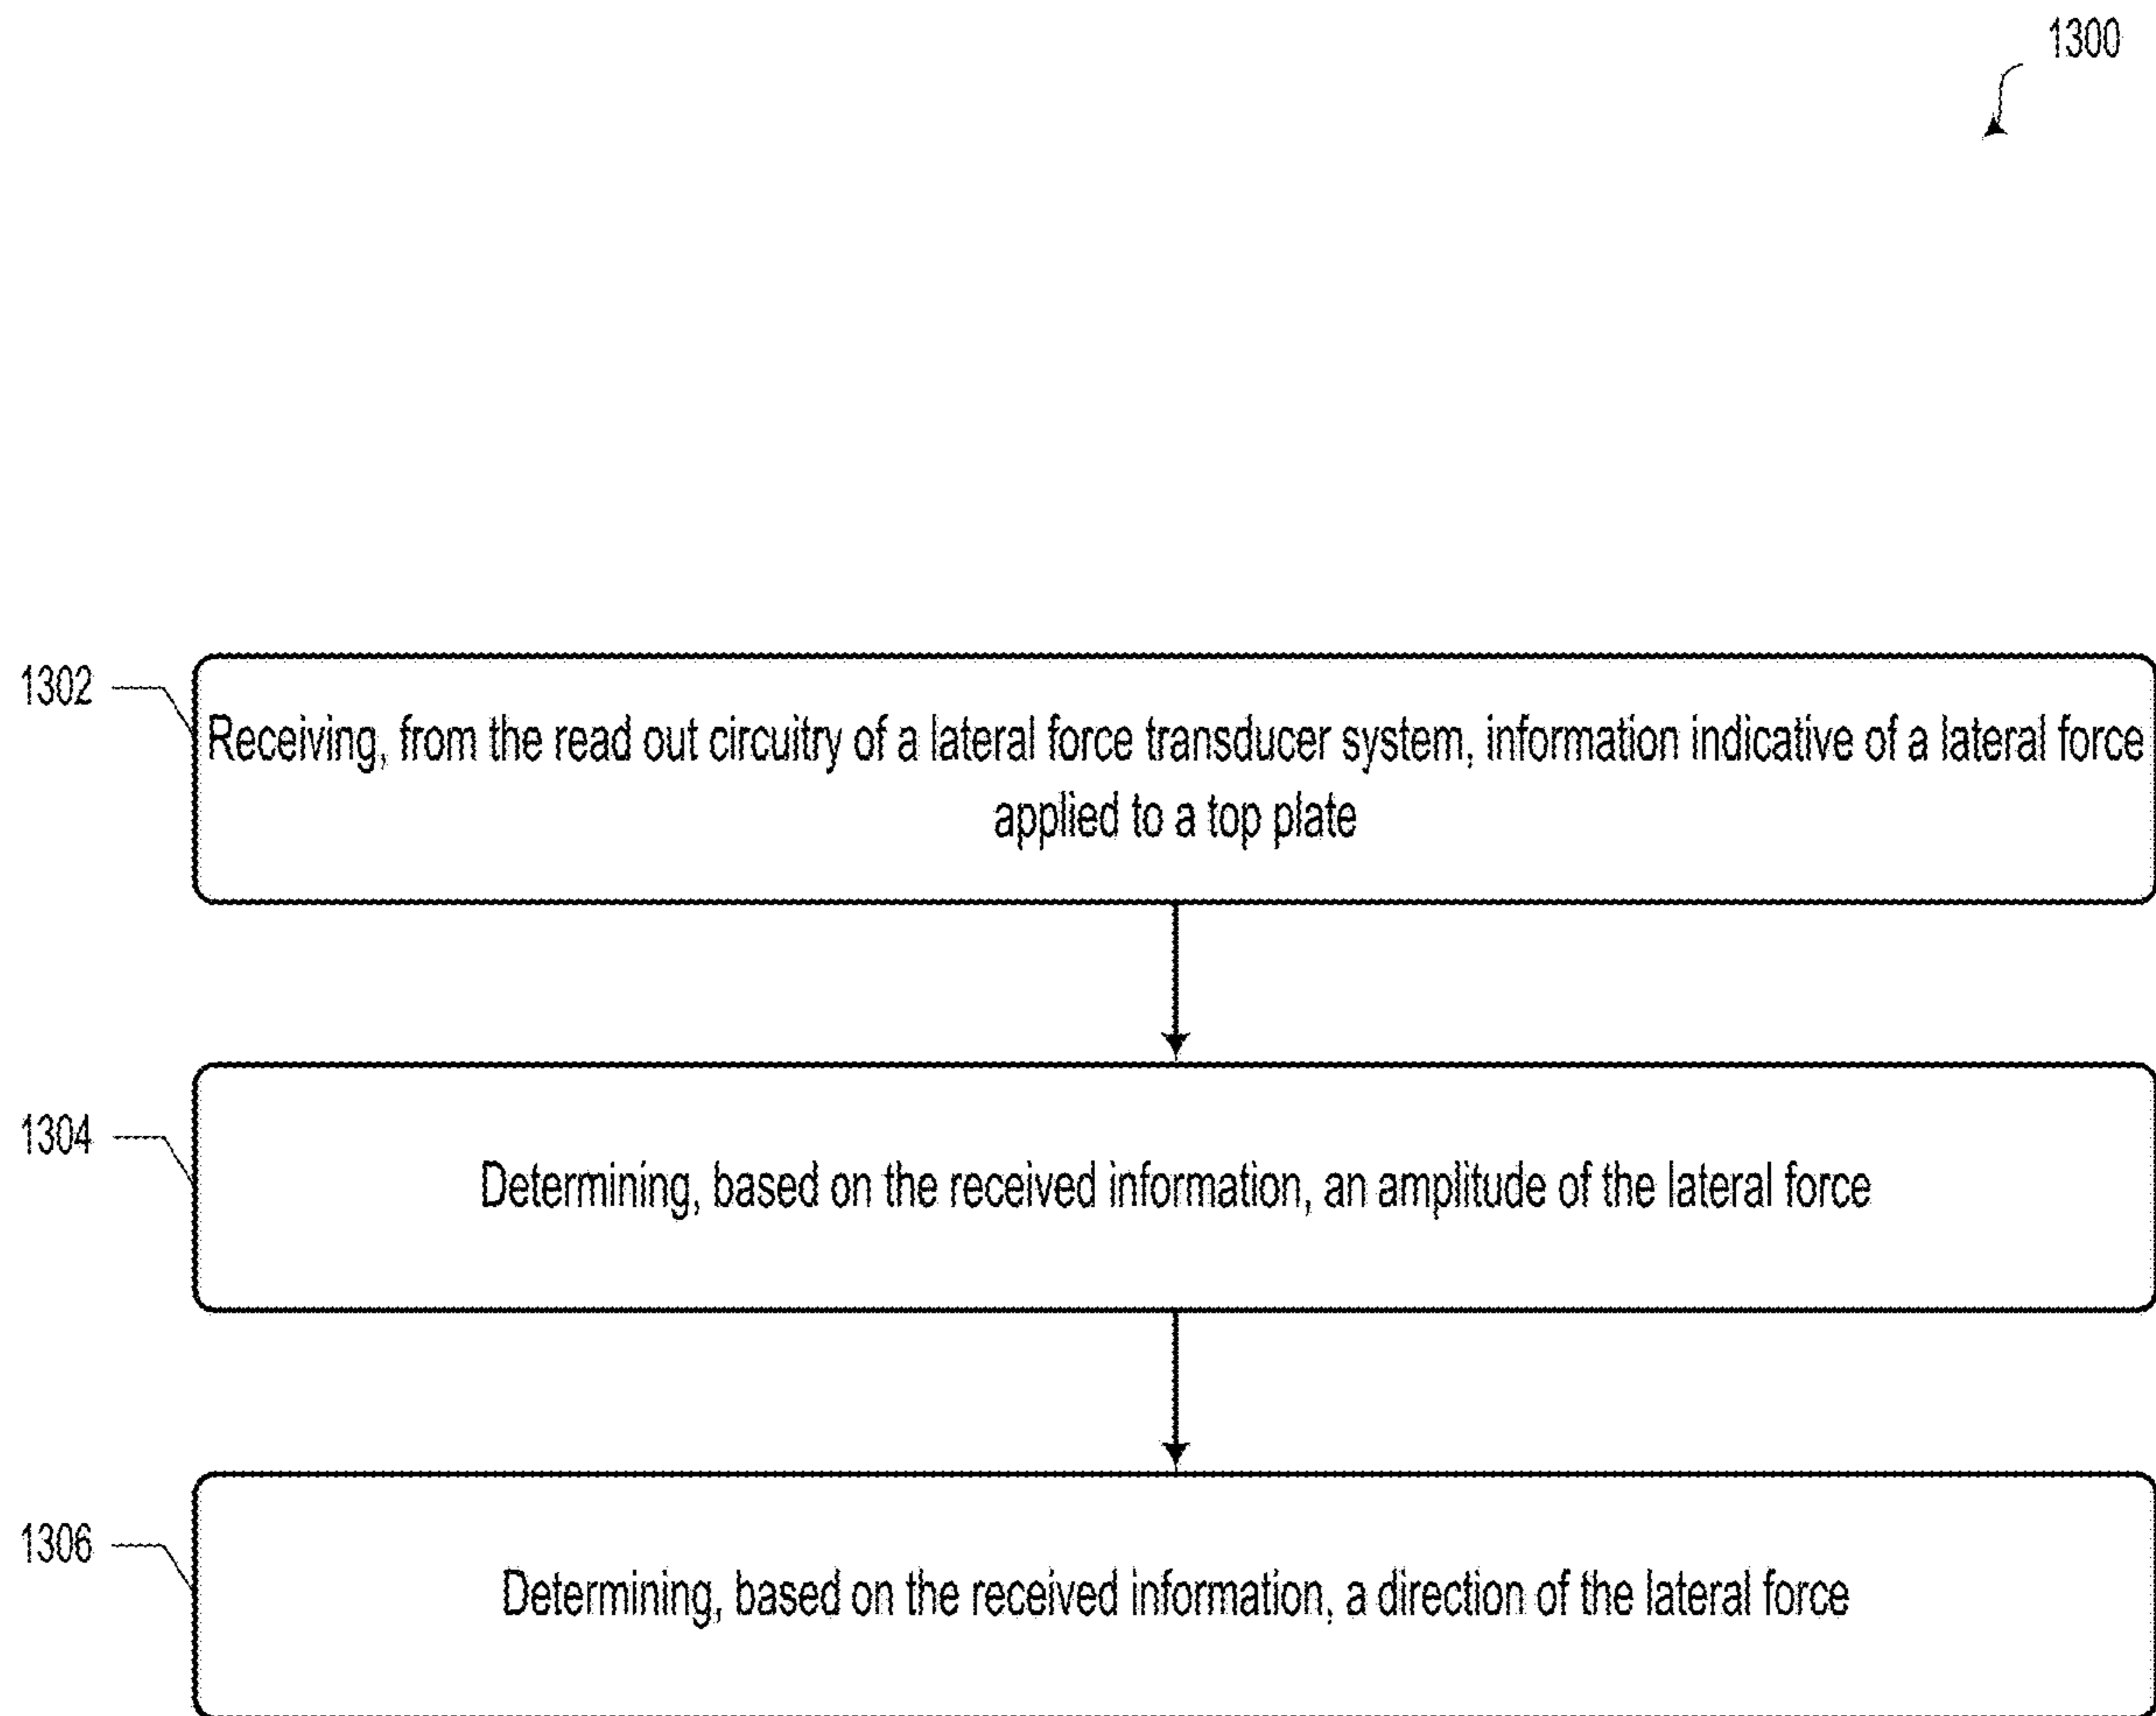 1300
1302
Receiving, from the read out circuitry of a lateral force transducer system, information indicative of a lateral force
applied to a top plate
1304
Determining, based on the received information, an amplitude of the lateral force
1306
Determining, based on the received information, a direction of the lateral force